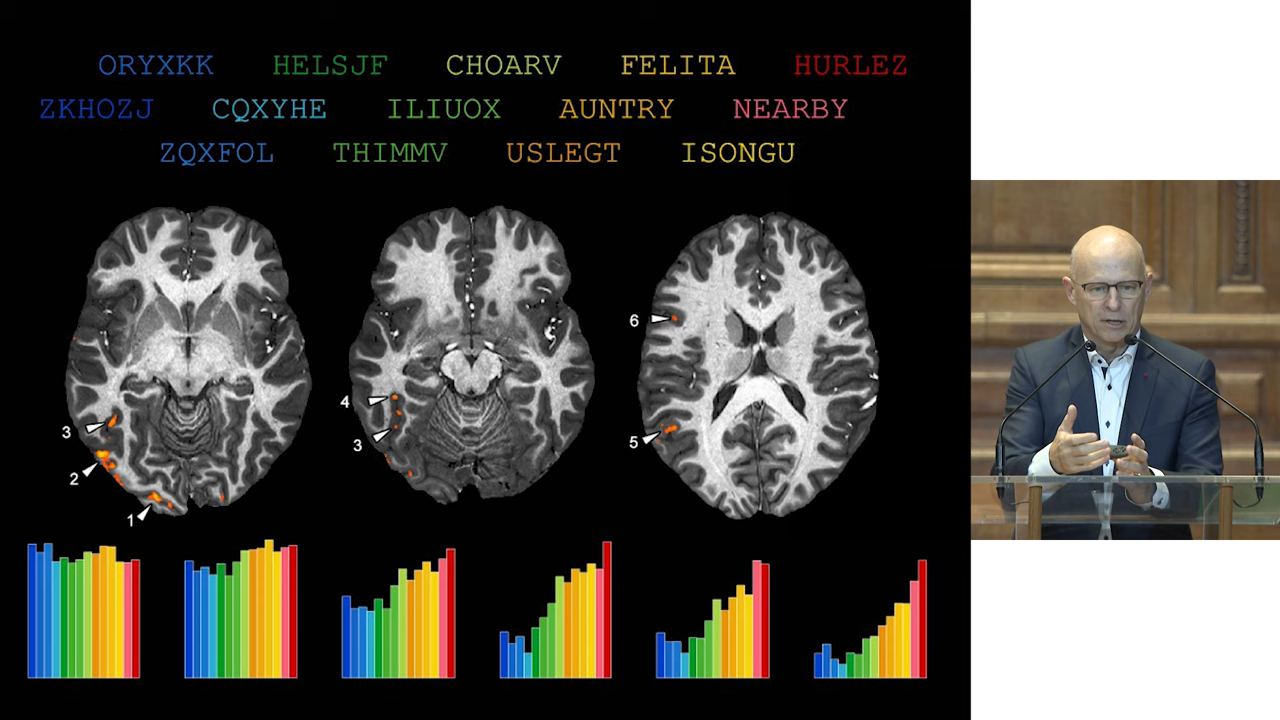 ORYXKK HELSJF CHOARV FELITA HURLEZ
ZKHOZJ CQXYHE ILIUOX AUNTRY NEARBY
ZQXFOL THIMMV USLEGT ISONGU
6
4
3
3
5
2
1